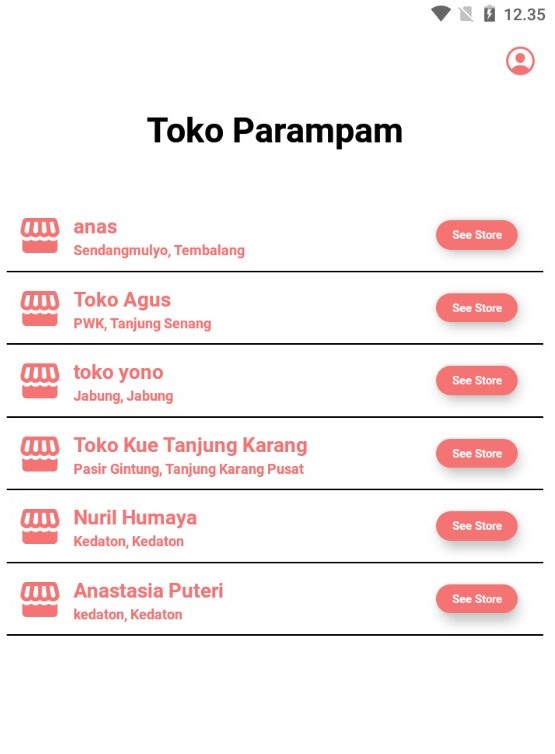 12.35
Toko Parampam
anas
Sendangmulyo, Tembalang
See Store
Toko Agus
PWK, Tanjung Senang
See Store
toko yono
Jabung, Jabung
See Store
Toko Kue Tanjung Karang
Pasir Gintung, Tanjung Karang Pusat
See Store
Nuril Humaya
Kedaton, Kedaton
See Store
Anastasia Puteri
kedaton, Kedaton
See Store